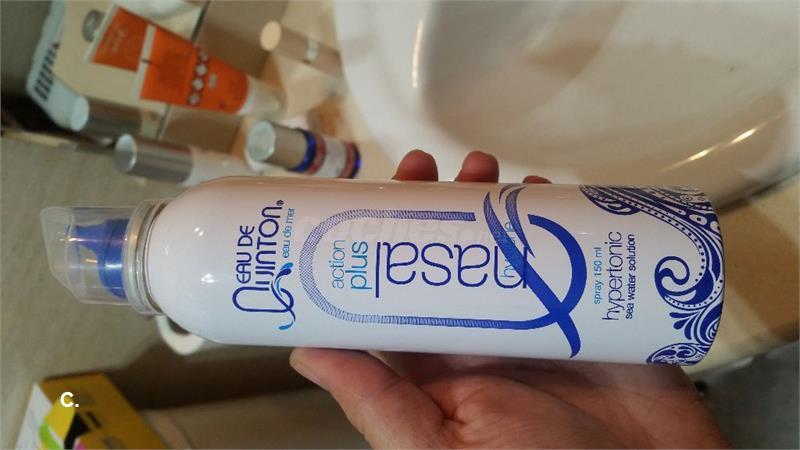 EAU DE
QUINTON®
eau de mer
action
plus
nasal
hygiene
spray 150 ml
hypertonic
sea water solution
C.